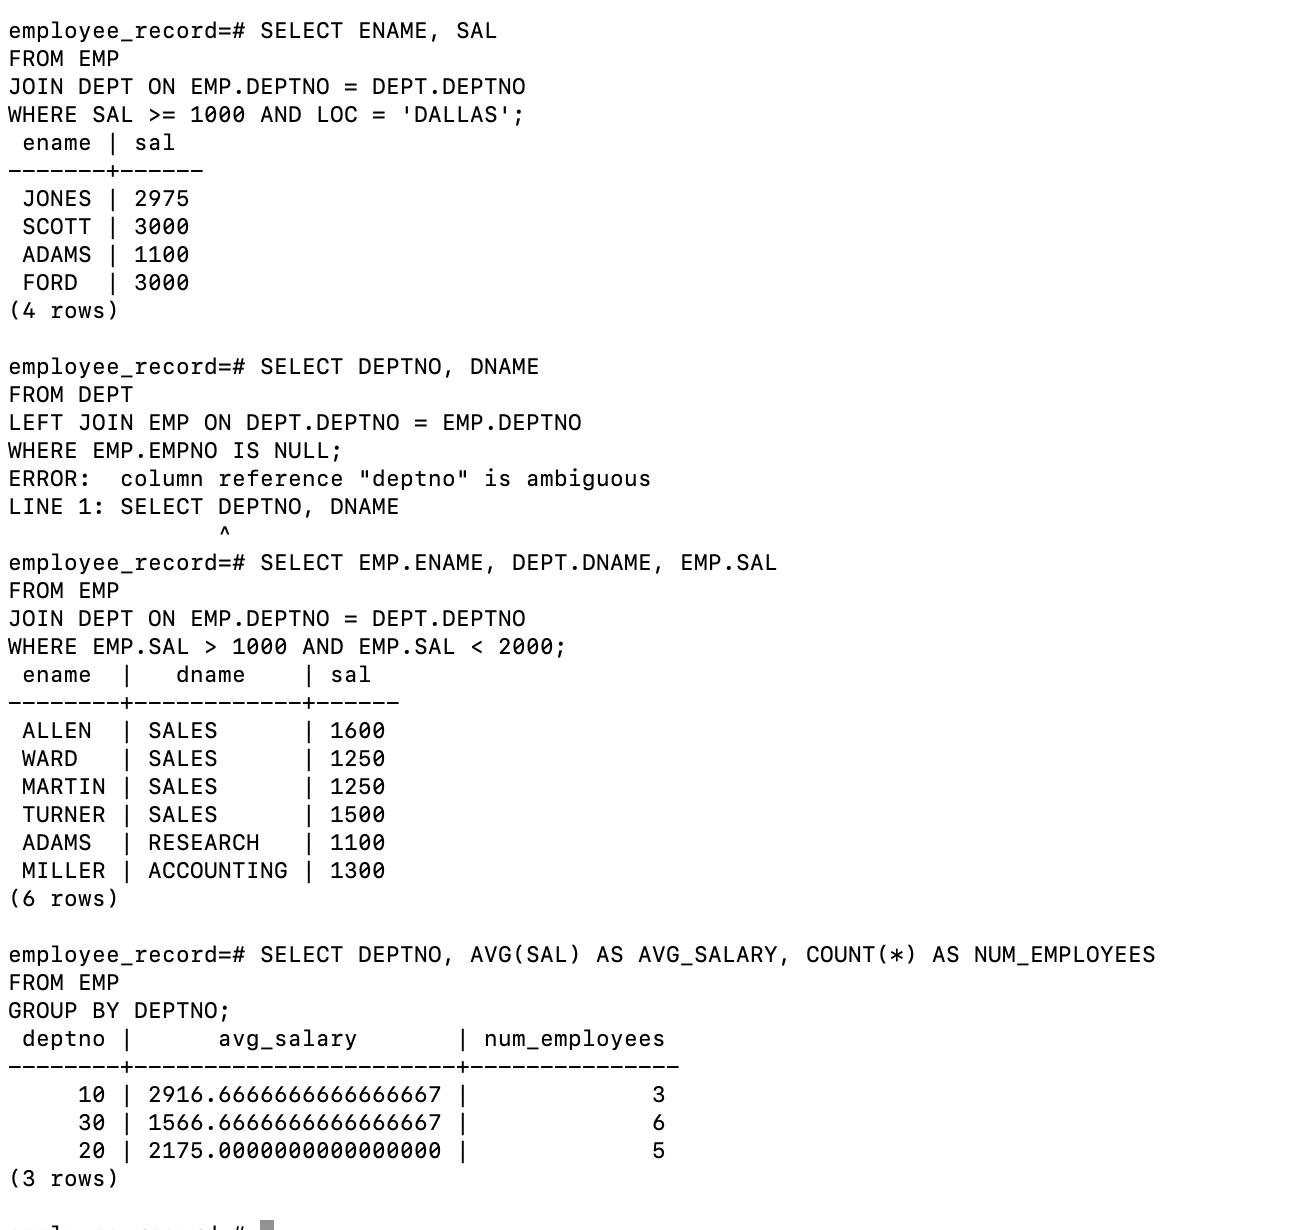 employee_record=# SELECT ENAME, SAL
FROM EMP
JOIN DEPT ON EMP.DEPTNO = DEPT.DEPTNO
WHERE SAL >= 1000 AND LOC = 'DALLAS';
 ename | sal
-------+------
 JONES | 2975
 SCOTT | 3000
 ADAMS | 1100
 FORD  | 3000
(4 rows)

employee_record=# SELECT DEPTNO, DNAME
FROM DEPT
LEFT JOIN EMP ON DEPT.DEPTNO = EMP.DEPTNO
WHERE EMP.EMPNO IS NULL;
ERROR:  column reference "deptno" is ambiguous
LINE 1: SELECT DEPTNO, DNAME
               ^
employee_record=# SELECT EMP.ENAME, DEPT.DNAME, EMP.SAL
FROM EMP
JOIN DEPT ON EMP.DEPTNO = DEPT.DEPTNO
WHERE EMP.SAL > 1000 AND EMP.SAL < 2000;
 ename  |   dname    | sal
--------+------------+------
 ALLEN  | SALES      | 1600
 WARD   | SALES      | 1250
 MARTIN | SALES      | 1250
 TURNER | SALES      | 1500
 ADAMS  | RESEARCH   | 1100
 MILLER | ACCOUNTING | 1300
(6 rows)

employee_record=# SELECT DEPTNO, AVG(SAL) AS AVG_SALARY, COUNT(*) AS NUM_EMPLOYEES
FROM EMP
GROUP BY DEPTNO;
 deptno |      avg_salary       | num_employees
--------+-----------------------+---------------
     10 | 2916.6666666666666667 |             3
     30 | 1566.6666666666666667 |             6
     20 | 2175.0000000000000000 |             5
(3 rows)